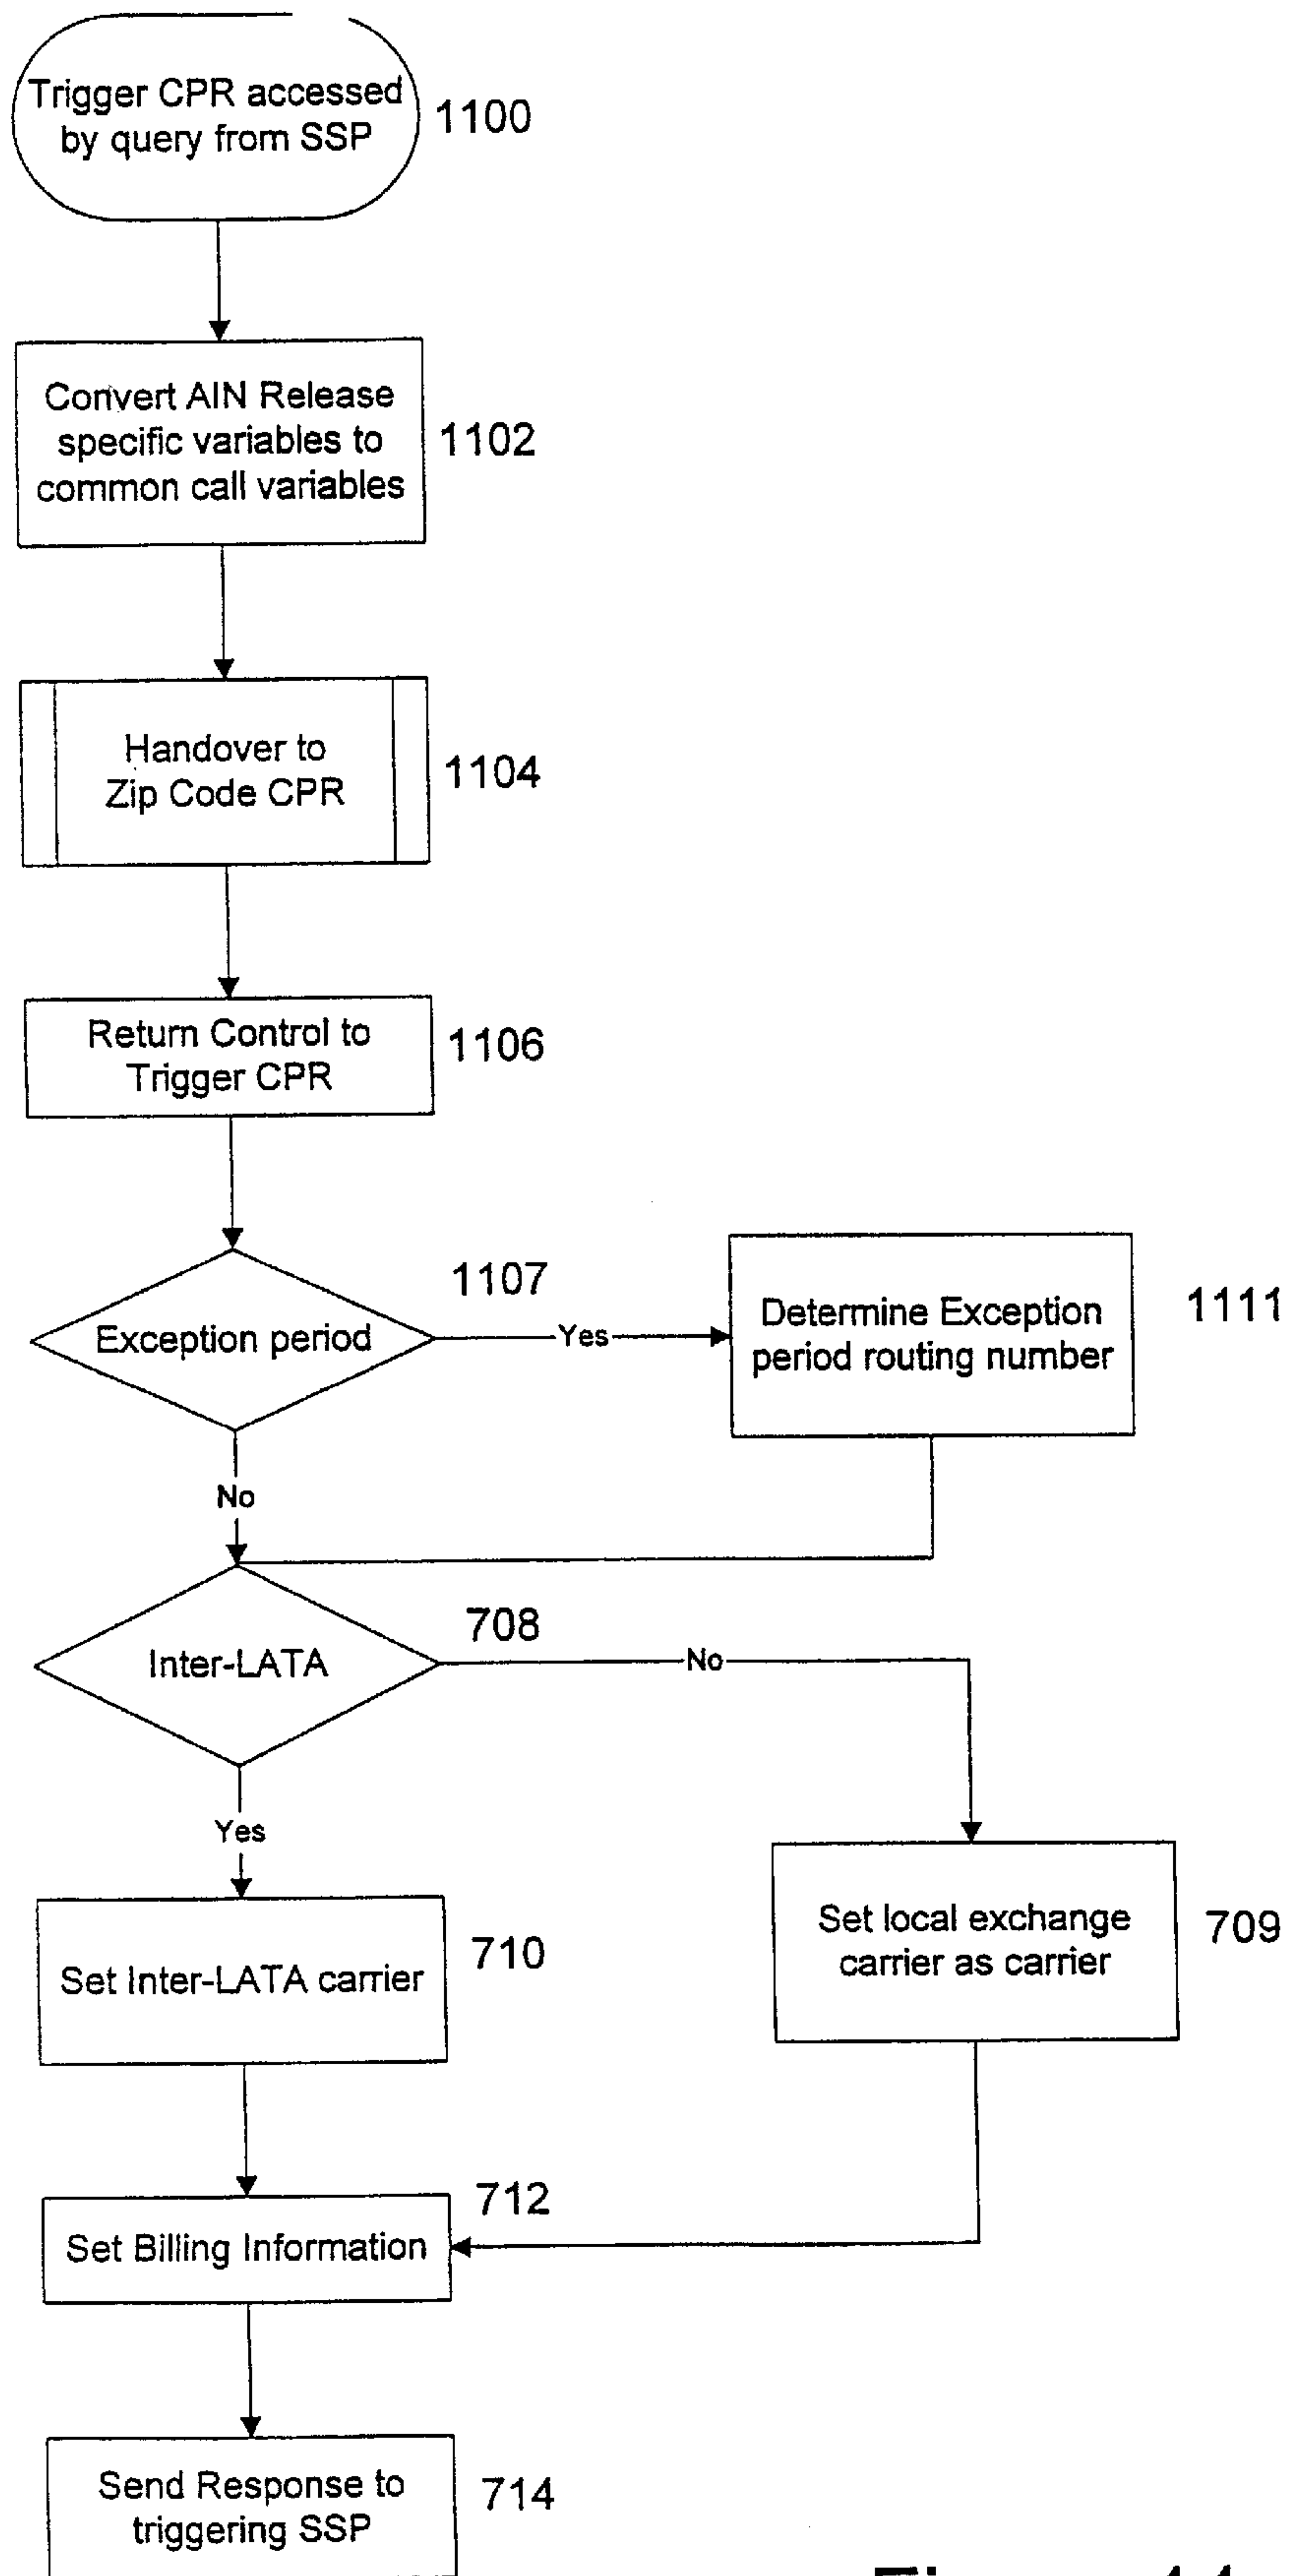 Trigger CPR accessed
by query from SSP
1100
Convert AIN Release
specific variables to
common call variables
1102
Handover to
Zip Code CPR
1104
Return Control to
Trigger CPR
1106
Exception period
1107
Yes
Determine Exception
period routing number
1111
No
Inter-LATA
708
No
Yes
Set Inter-LATA carrier
710
Set local exchange
carrier as carrier
709
Set Billing Information
712
Send Response to
triggering SSP
714